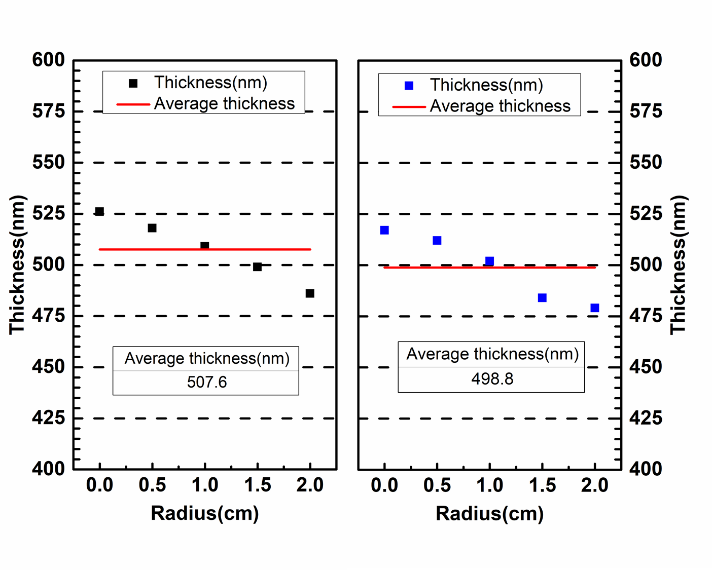 600
575
550
525
500
475
450
425
400
Thickness(nm)
Thickness(nm)
Average thickness
Average thickness(nm)
507.6
0.0 0.5 1.0 1.5 2.0
Radius(cm)
Thickness(nm)
Average thickness
Average thickness(nm)
498.8
0.0 0.5 1.0 1.5 2.0
Radius(cm)
600
575
550
525
500
475
450
425
400
Thickness(nm)